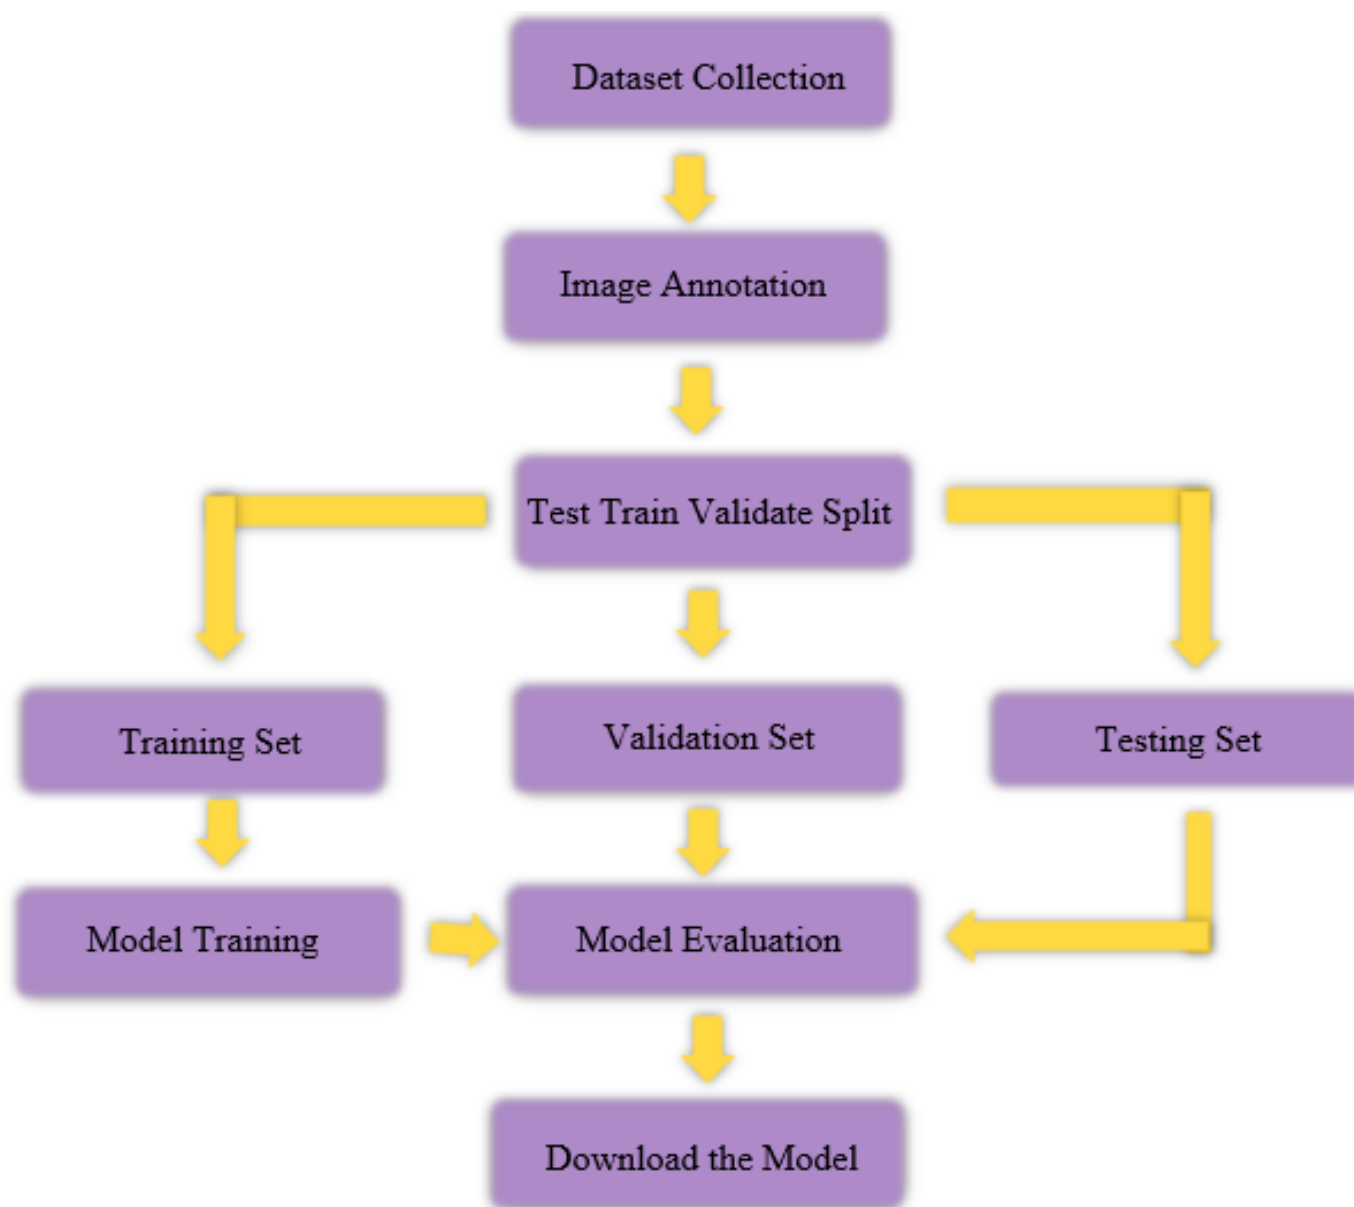 Dataset Collection
Image Annotation
Test Train Validate Split
Training Set
Validation Set
Testing Set
Model Training
Model Evaluation
Download the Model